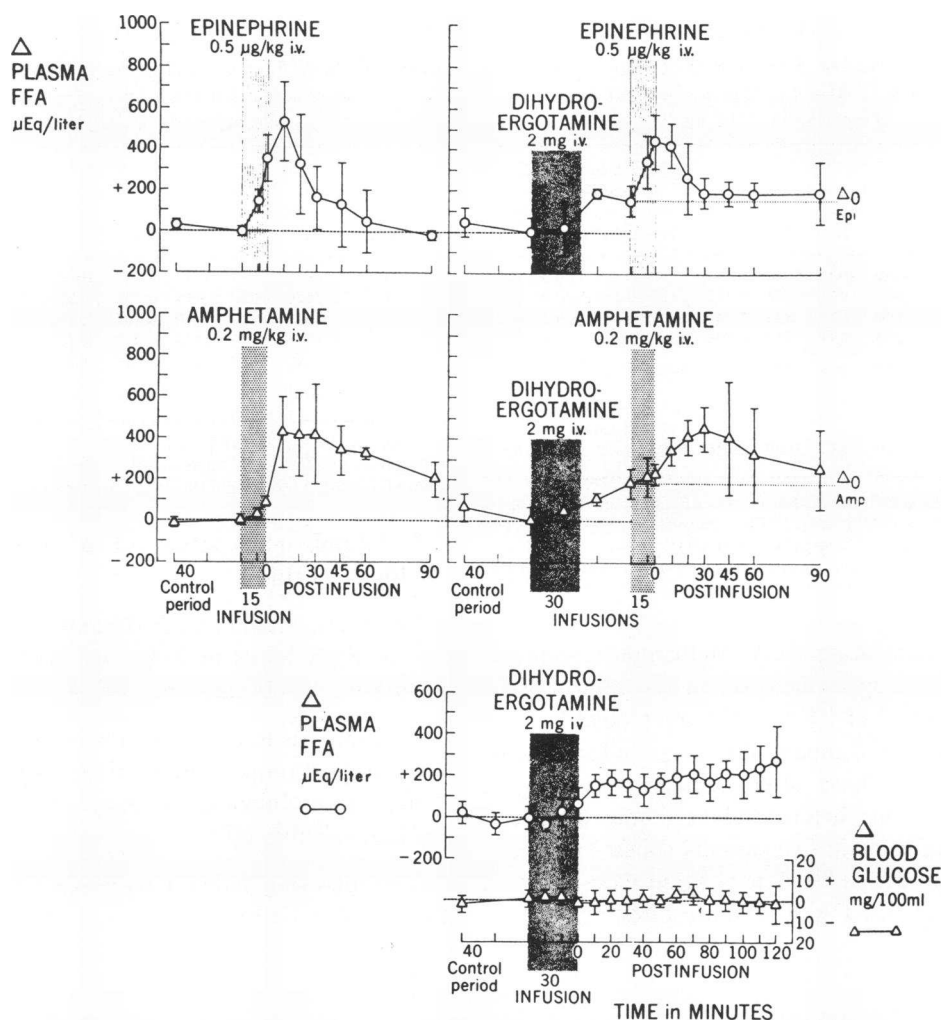 △
PLASMA
FFA
µEq/liter
1000
800
600
400
+200
0
-200
EPINEPHRINE
0.5 µg/kg i.v.
EPINEPHRINE
0.5 µg/kg i.v.
DIHYDRO-
ERGOTAMINE
2 mg i.v.
△0
Epi
1000
800
600
400
+200
0
-200
AMPHETAMINE
0.2 mg/kg i.v.
AMPHETAMINE
0.2 mg/kg i.v.
DIHYDRO-
ERGOTAMINE
2 mg i.v.
△0
Amp
40 0 30 45 60 90
Control
period
15
INFUSION
POSTINFUSION
40 0 30 45 60 90
Control
period
30 15
INFUSIONS
POSTINFUSION
△
PLASMA
FFA
µEq/liter
600
400
+200
0
-200
DIHYDRO-
ERGOTAMINE
2 mg iv
20
10 +
0
10 −
20
△
BLOOD
GLUCOSE
mg/100ml
40 0 20 40 60 80 100 120
Control
period
30
INFUSION
POSTINFUSION
TIME in MINUTES